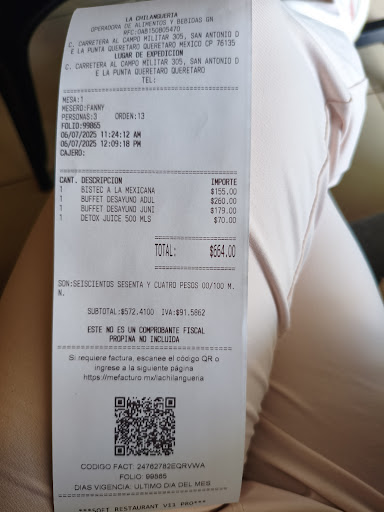 LA CHILANGUERIA
OPERADORA DE ALIMENTOS Y BEBIDAS GN
RFC:OAB150805470
C. CARRETERA AL CAMPO MILITAR 305, SAN ANTONIO D
E LA PUNTA QUERETARO QUERETARO MEXICO CP 76135
LUGAR DE EXPEDICION
C. CARRETERA AL CAMPO MILITAR 305, SAN ANTONIO D
E LA PUNTA QUERETARO QUERETARO
TEL:
MESA:1
MESERO:FANNY
PERSONAS:3 ORDEN:13
FOLIO:99865
06/07/2025 11:24:12 AM
06/07/2025 12:09:18 PM
CAJERO:
CANT. DESCRIPCION IMPORTE
1 BISTEC A LA MEXICANA $155.00
1 BUFFET DESAYUNO ADUL $260.00
1 BUFFET DESAYUNO JUNI $179.00
1 DETOX JUICE 500 MLS $70.00
TOTAL: $664.00
SON:SEISCIENTOS SESENTA Y CUATRO PESOS 00/100 M.
N.
SUBTOTAL:$572.4100 IVA:$91.5862
ESTE NO ES UN COMPROBANTE FISCAL
PROPINA NO INCLUIDA
Si requiere factura, escanee el código QR o
ingrese a la siguiente página
https://mefacturo.mx/lachilangueria
CODIGO FACT: 24762782EQRVWA
FOLIO: 99865
DIAS VIGENCIA: ULTIMO DIA DEL MES
***SOFT RESTAURANT V11 PRO***